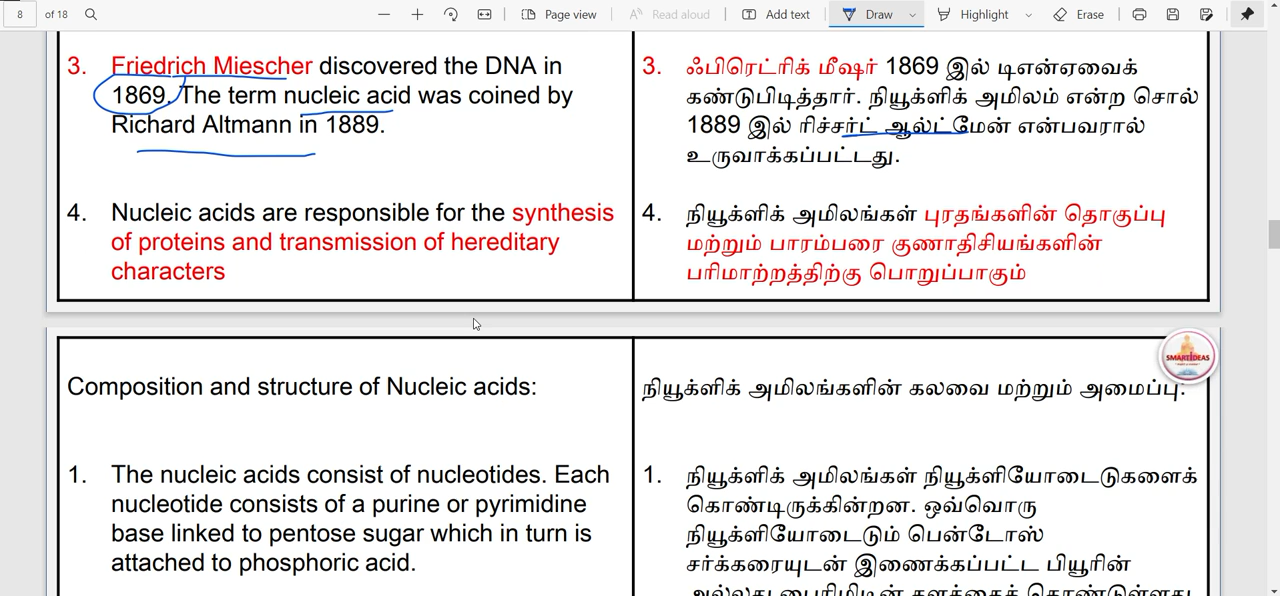 8 of 18 Page view Read aloud Add text Draw Highlight Erase
3. Friedrich Miescher discovered the DNA in
1869. The term nucleic acid was coined by
Richard Altmann in 1889.
3. ஃபிரெட்ரிக் மீஷர் 1869 இல் டிஎன்ஏவைக்
கண்டுபிடித்தார். நியூக்ளிக் அமிலம் என்ற சொல்
1889 இல் ரிச்சர்ட் ஆல்ட்மேன் என்பவரால்
உருவாக்கப்பட்டது.
4. Nucleic acids are responsible for the synthesis
of proteins and transmission of hereditary
characters
4. நியூக்ளிக் அமிலங்கள் புரதங்களின் தொகுப்பு
மற்றும் பாரம்பரை குணாதிசியங்களின்
பரிமாற்றத்திற்கு பொறுப்பாகும்
SMAREIDEAS
Composition and structure of Nucleic acids:
நியூக்ளிக் அமிலங்களின் கலவை மற்றும் அமைப்பு:
1. The nucleic acids consist of nucleotides. Each
nucleotide consists of a purine or pyrimidine
base linked to pentose sugar which in turn is
attached to phosphoric acid.
1. நியூக்ளிக் அமிலங்கள் நியூக்ளியோடைடுகளைக்
கொண்டிருக்கின்றன. ஒவ்வொரு
நியூக்ளியோடைடும் பென்டோஸ்
சர்க்கரையுடன் இணைக்கப்பட்ட பியூரின்
அல்லது பைரிமிடின் தளத்தைக் கொண்டுள்ளது